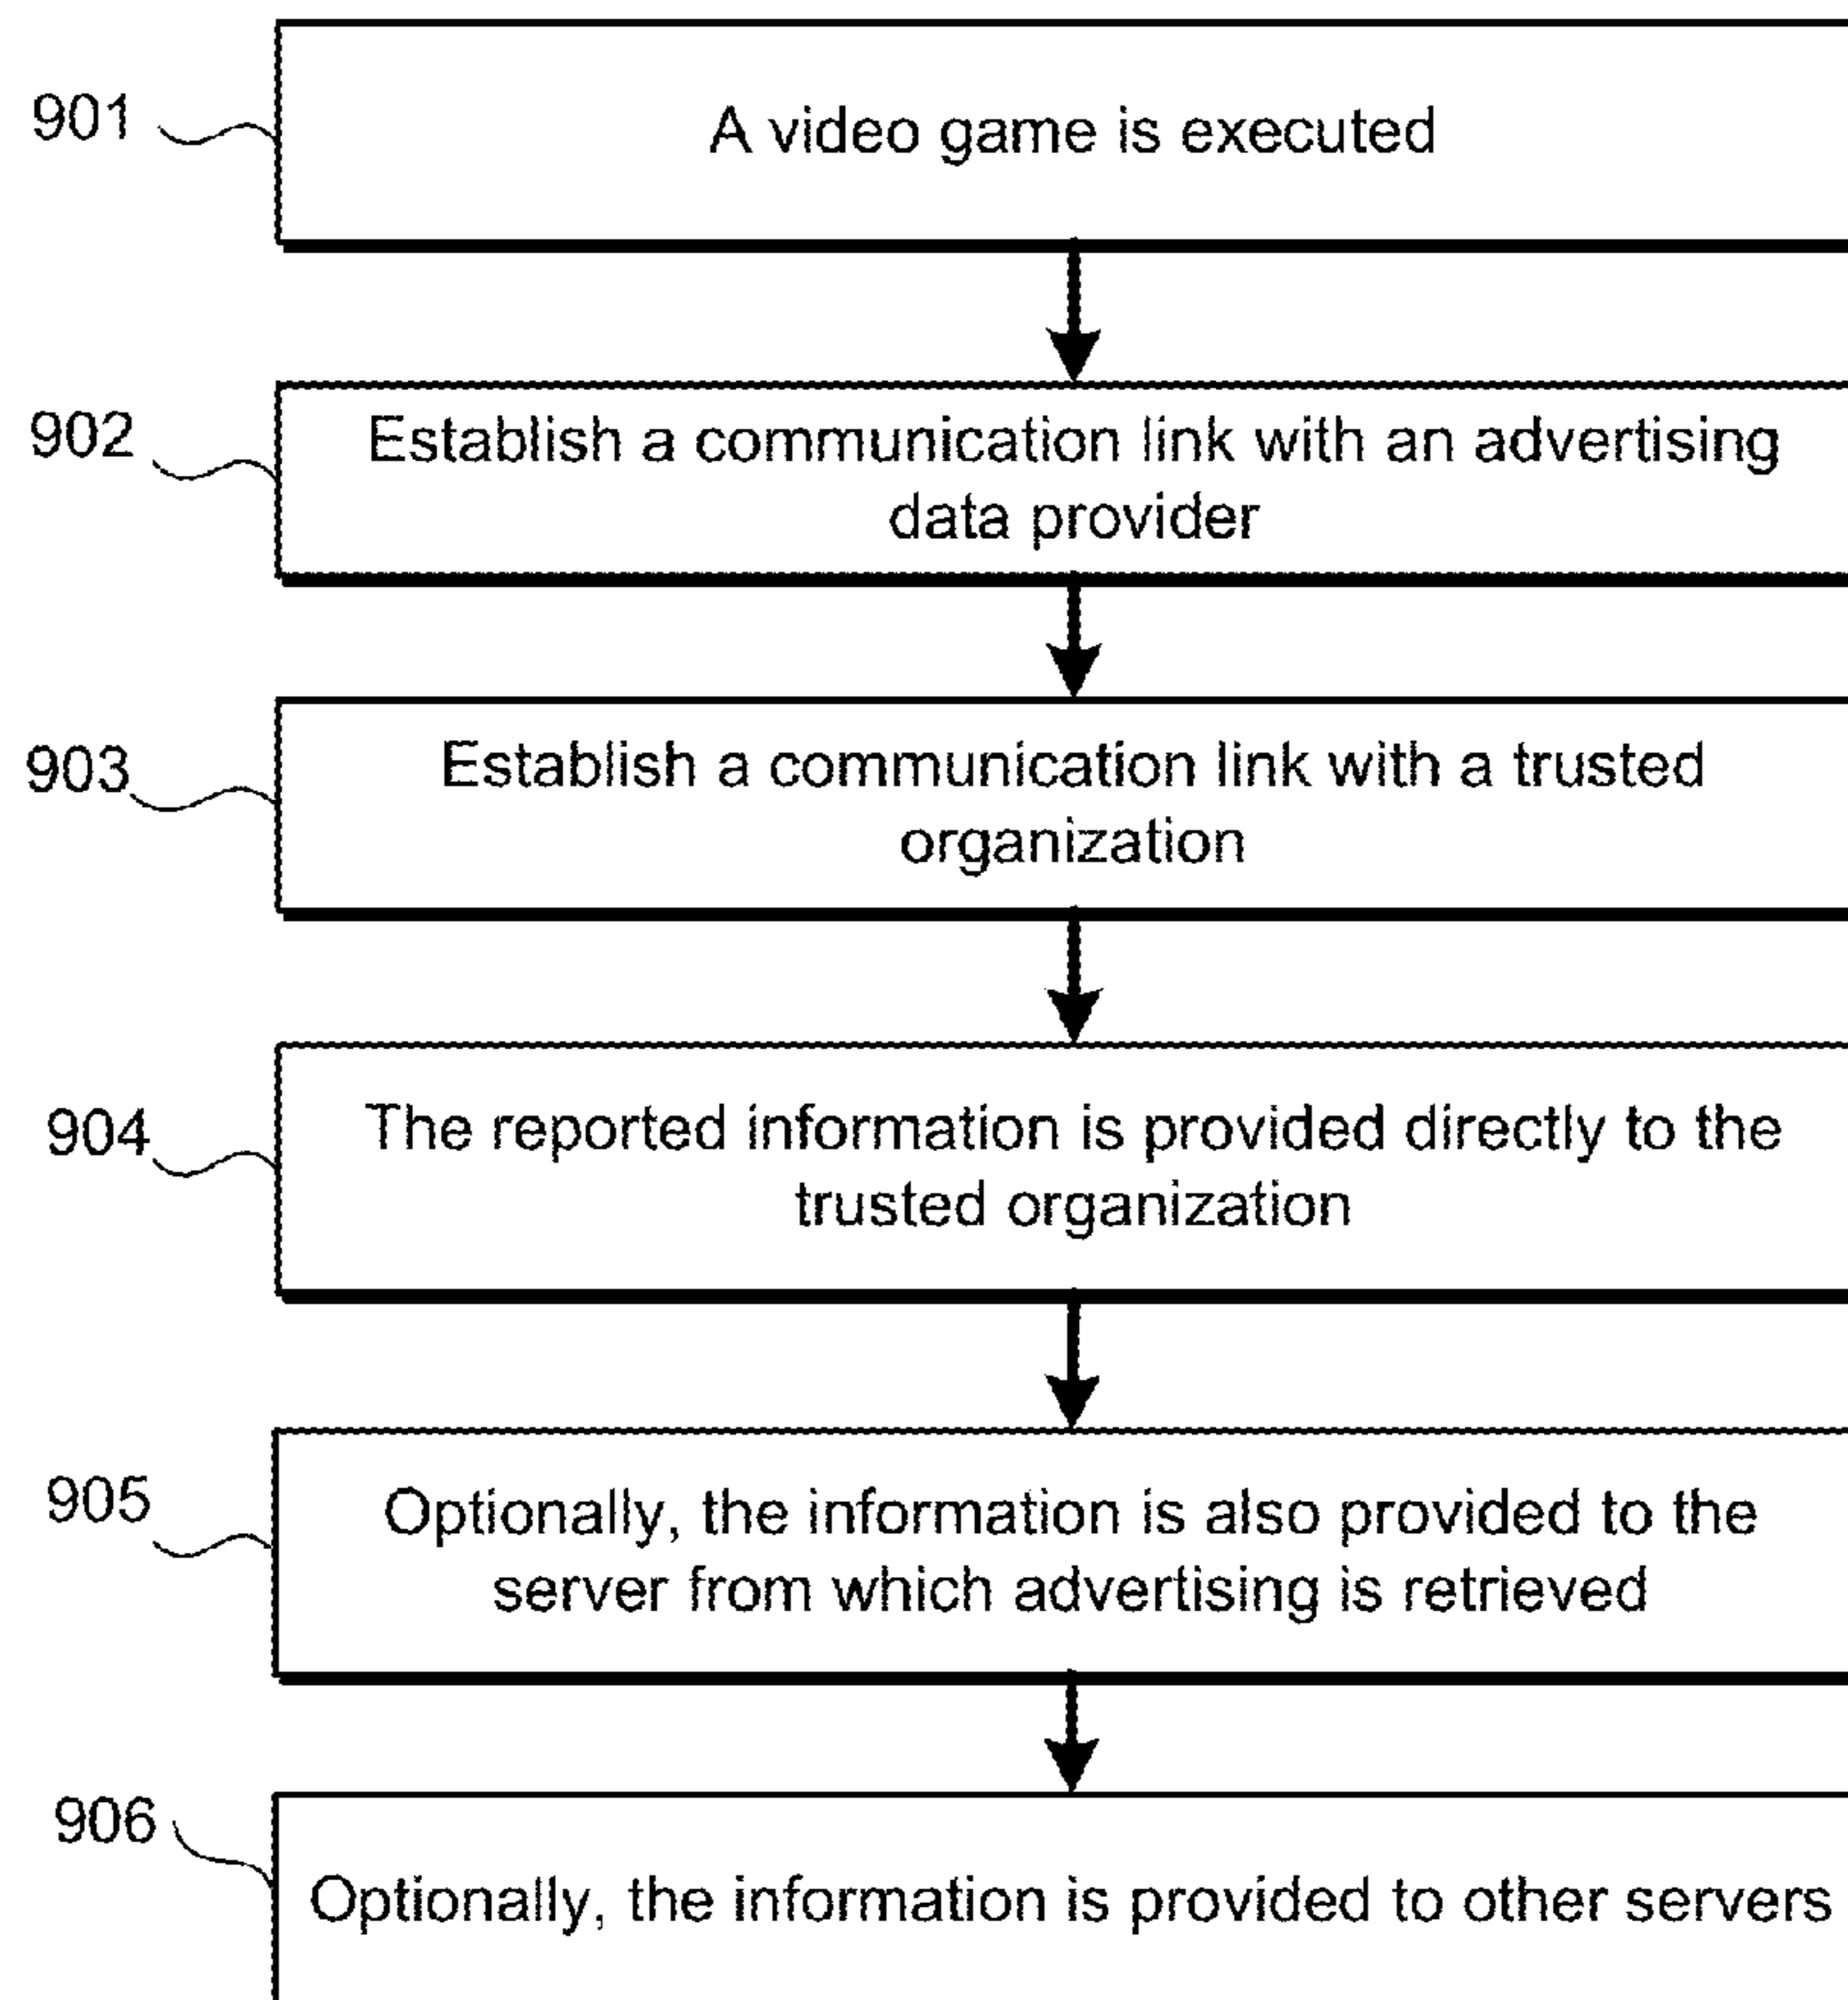 901
A video game is executed
902
Establish a communication link with an advertising
data provider
903
Establish a communication link with a trusted
organization
904
The reported information is provided directly to the
trusted organization
905
Optionally, the information is also provided to the
server from which advertising is retrieved
906
Optionally, the information is provided to other servers